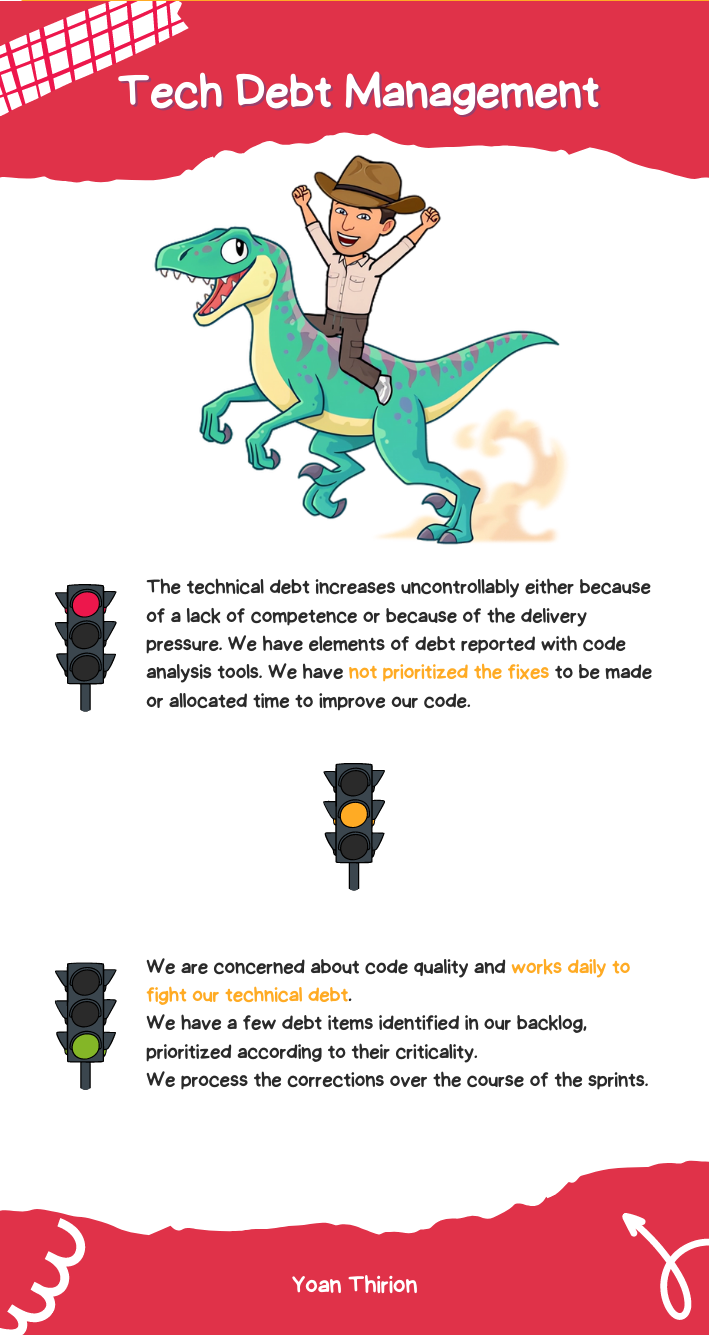 Tech Debt Management
The technical debt increases uncontrollably either because
of a lack of competence or because of the delivery
pressure. We have elements of debt reported with code
analysis tools. We have not prioritized the fixes to be made
or allocated time to improve our code.
We are concerned about code quality and works daily to
fight our technical debt.
We have a few debt items identified in our backlog,
prioritized according to their criticality.
We process the corrections over the course of the sprints.
Yoan Thirion